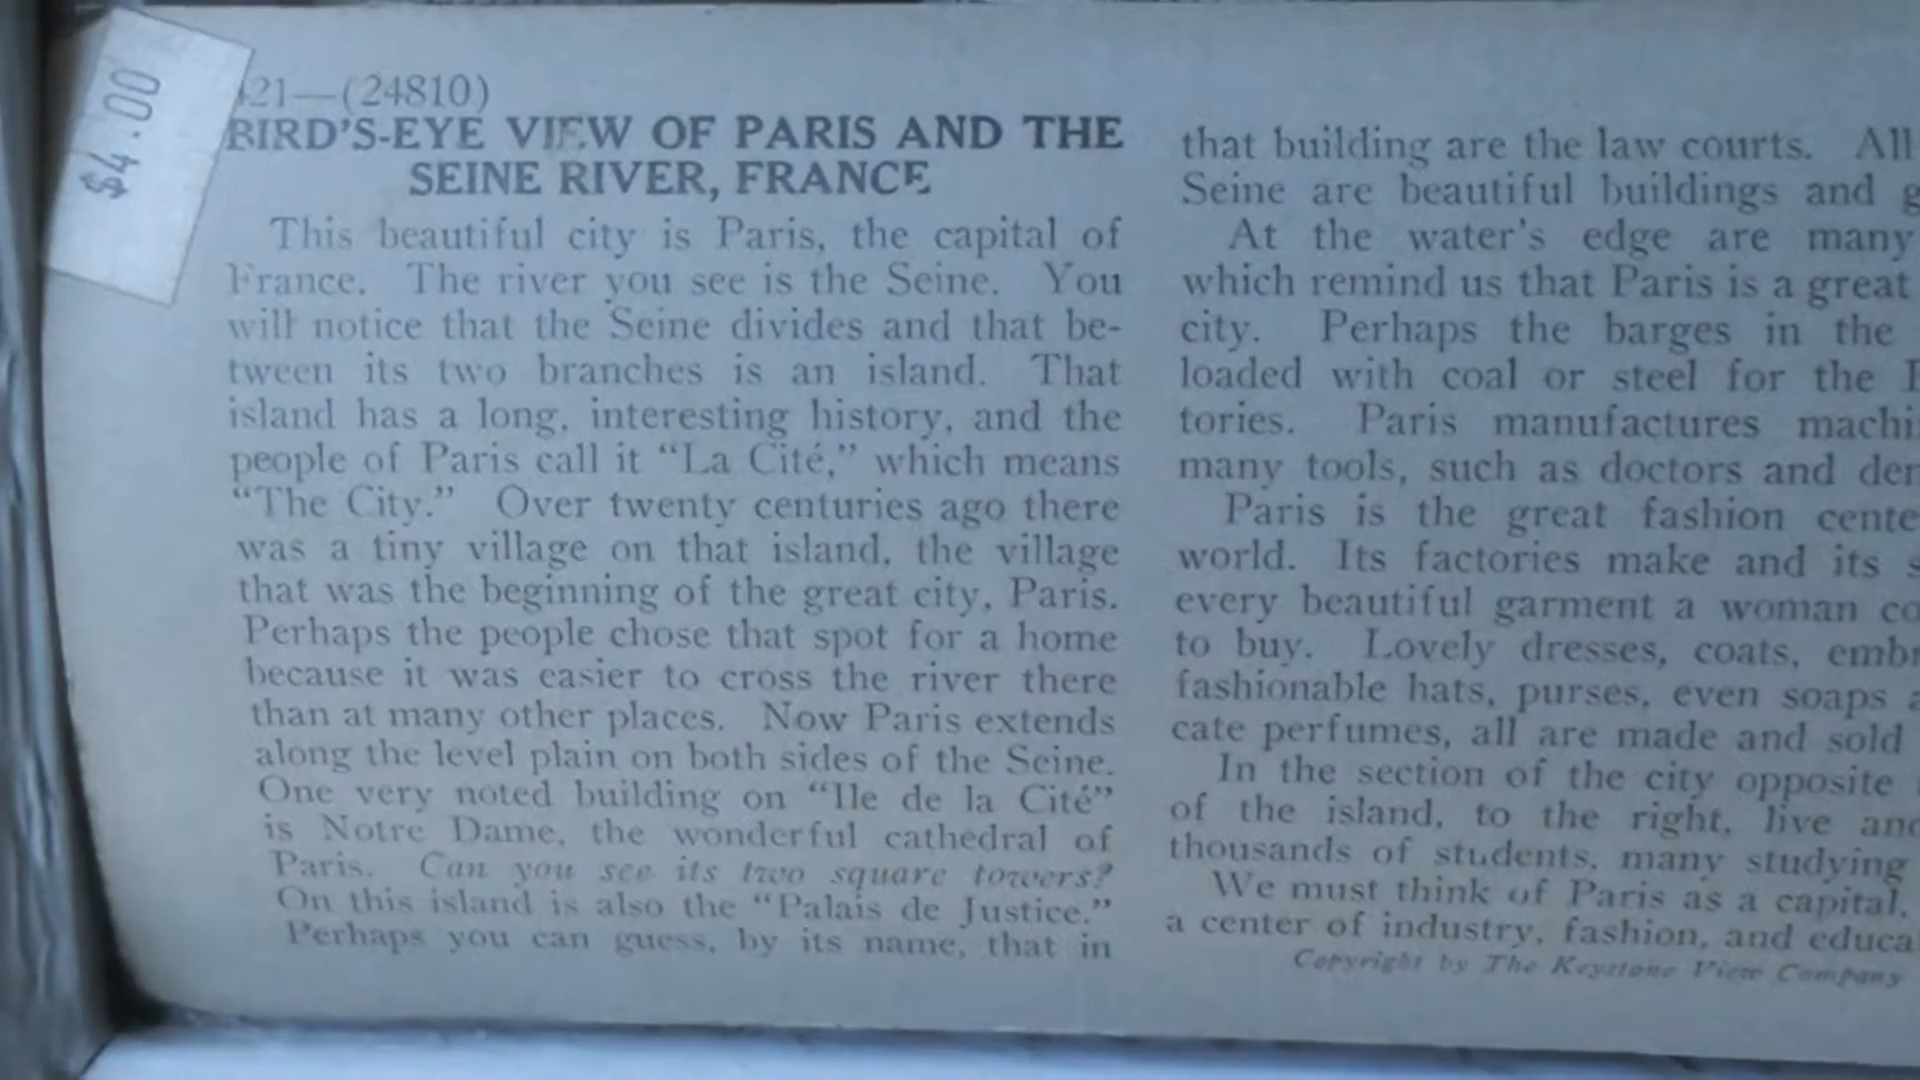 $4.00
21—(24810)
BIRD'S-EYE VIEW OF PARIS AND THE
SEINE RIVER, FRANCE
This beautiful city is Paris, the capital of
France. The river you see is the Seine. You
will notice that the Seine divides and that be-
tween its two branches is an island. That
island has a long, interesting history, and the
people of Paris call it “La Cité,” which means
“The City.” Over twenty centuries ago there
was a tiny village on that island, the village
that was the beginning of the great city, Paris.
Perhaps the people chose that spot for a home
because it was easier to cross the river there
than at many other places. Now Paris extends
along the level plain on both sides of the Seine.
One very noted building on “Ile de la Cité”
is Notre Dame, the wonderful cathedral of
Paris. Can you see its two square towers?
On this island is also the “Palais de Justice.”
Perhaps you can guess, by its name, that in
that building are the law courts. All
Seine are beautiful buildings and
At the water's edge are many
which remind us that Paris is a great
city. Perhaps the barges in the
loaded with coal or steel for the
tories. Paris manufactures
many tools, such as doctors and
Paris is the great fashion
world. Its factories make and its
every beautiful garment a woman
to buy. Lovely dresses, coats,
fashionable hats, purses, even soaps
cate perfumes, all are made and sold
In the section of the city opposite
of the island, to the right, live
thousands of students, many studying
We must think of Paris as a capital,
a center of industry, fashion, and
Copyright by The Keystone View Company